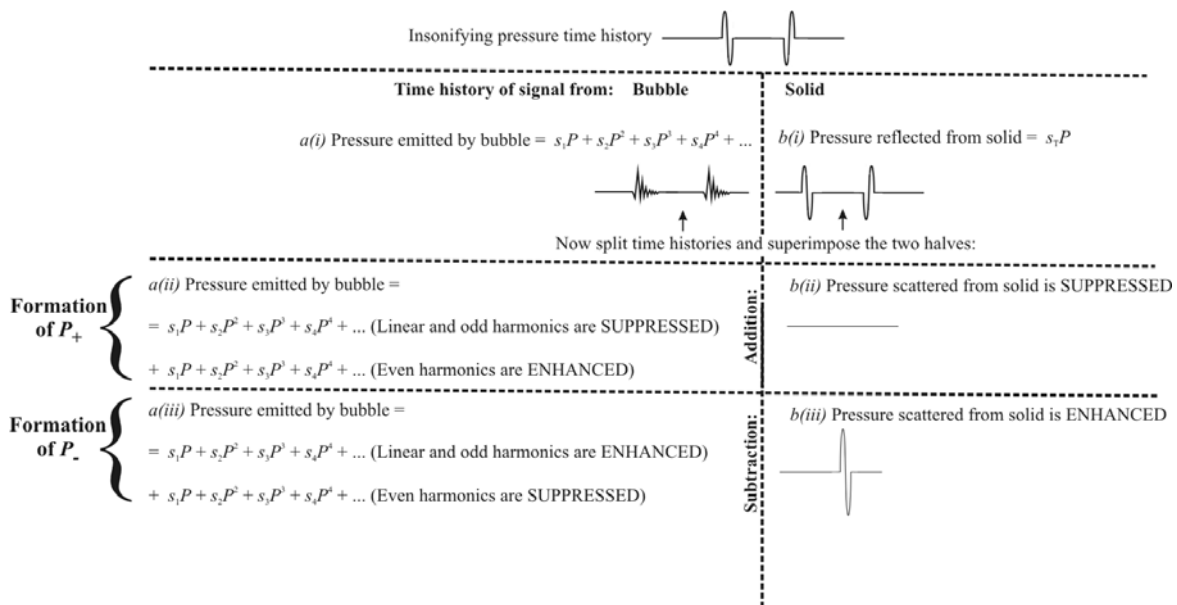 Insonifying pressure time history
Time history of signal from: Bubble
Solid
a(i) Pressure emitted by bubble = s₁P + s₂P² + s₃P³ + s₄P⁴ + ...
b(i) Pressure reflected from solid = s_TP
Now split time histories and superimpose the two halves:
Formation
of P₊
a(ii) Pressure emitted by bubble =
= s₁P + s₂P² + s₃P³ + s₄P⁴ + ... (Linear and odd harmonics are SUPPRESSED)
+ s₁P + s₂P² + s₃P³ + s₄P⁴ + ... (Even harmonics are ENHANCED)
Addition:
b(ii) Pressure scattered from solid is SUPPRESSED
Formation
of P₋
a(iii) Pressure emitted by bubble =
= s₁P + s₂P² + s₃P³ + s₄P⁴ + ... (Linear and odd harmonics are ENHANCED)
+ s₁P + s₂P² + s₃P³ + s₄P⁴ + ... (Even harmonics are SUPPRESSED)
Subtraction:
b(iii) Pressure scattered from solid is ENHANCED